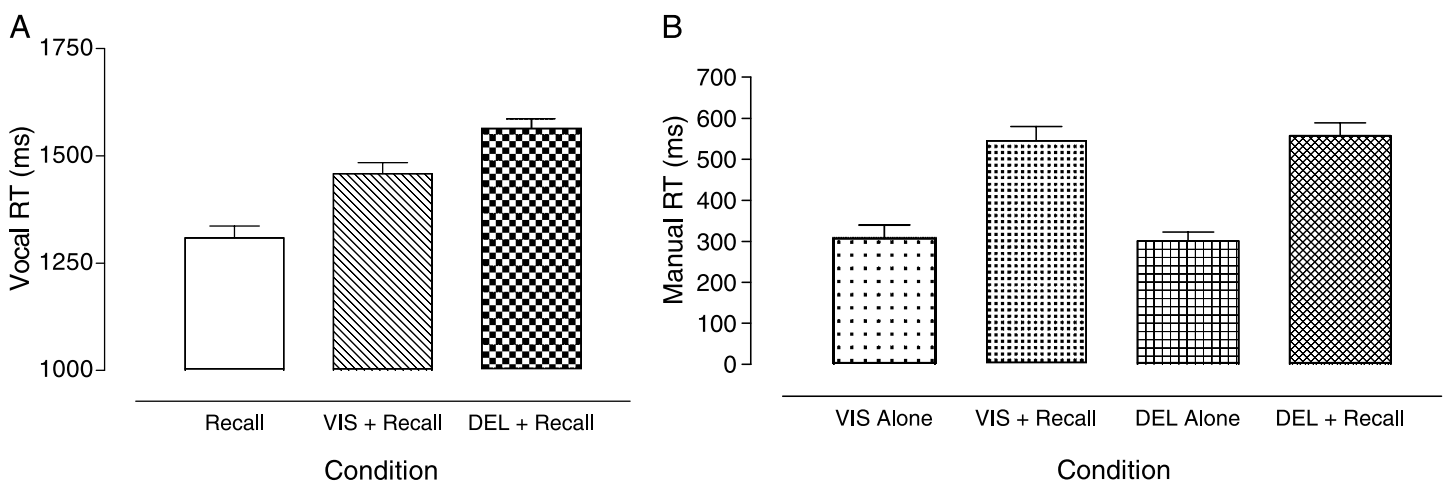 A
Vocal RT (ms)
1750
1500
1250
1000
Recall
VIS + Recall
DEL + Recall
Condition
B
Manual RT (ms)
700
600
500
400
300
200
100
0
VIS Alone
VIS + Recall
DEL Alone
DEL + Recall
Condition